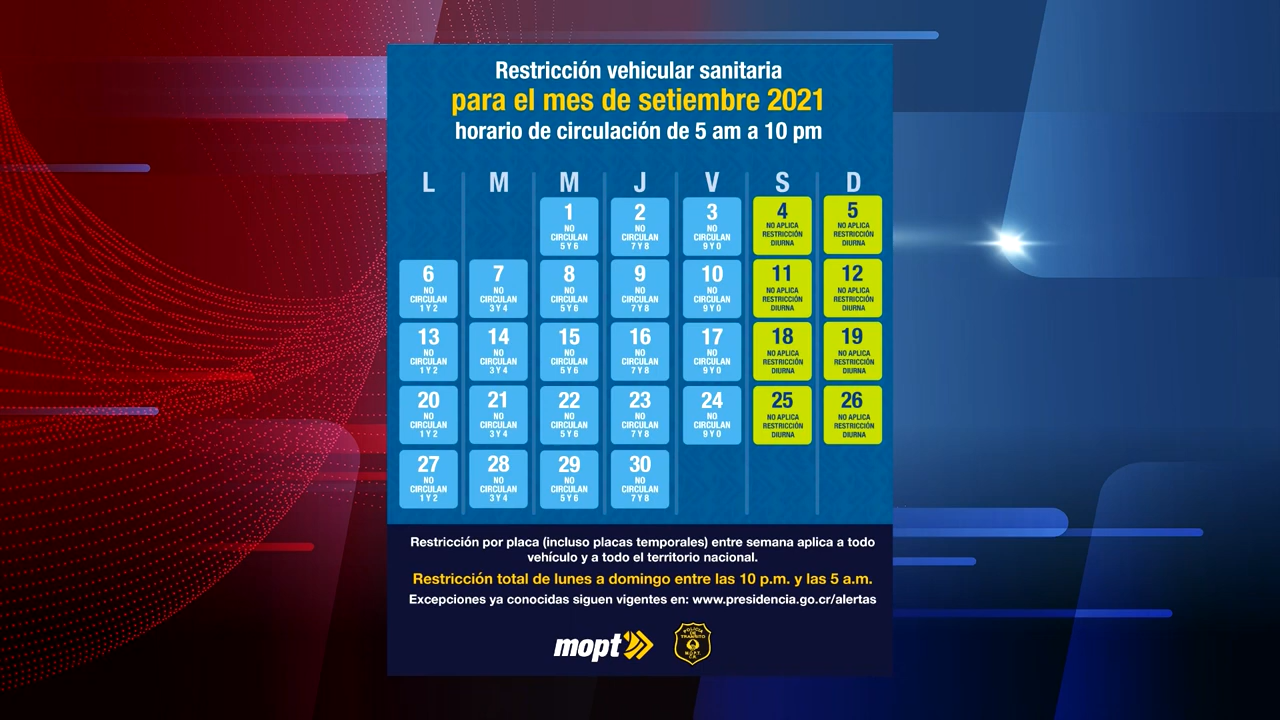 Restricción vehicular sanitaria
para el mes de setiembre 2021
horario de circulación de 5 am a 10 pm
L M M J V S D
1 2 3 4 5
NO CIRCULAN 5 Y 6
NO CIRCULAN 7 Y 8
NO CIRCULAN 9 Y 0
NO APLICA RESTRICCIÓN DIURNA
NO APLICA RESTRICCIÓN DIURNA
6 7 8 9 10 11 12
NO CIRCULAN 1 Y 2
NO CIRCULAN 3 Y 4
NO CIRCULAN 5 Y 6
NO CIRCULAN 7 Y 8
NO CIRCULAN 9 Y 0
NO APLICA RESTRICCIÓN DIURNA
NO APLICA RESTRICCIÓN DIURNA
13 14 15 16 17 18 19
NO CIRCULAN 1 Y 2
NO CIRCULAN 3 Y 4
NO CIRCULAN 5 Y 6
NO CIRCULAN 7 Y 8
NO CIRCULAN 9 Y 0
NO APLICA RESTRICCIÓN DIURNA
NO APLICA RESTRICCIÓN DIURNA
20 21 22 23 24 25 26
NO CIRCULAN 1 Y 2
NO CIRCULAN 3 Y 4
NO CIRCULAN 5 Y 6
NO CIRCULAN 7 Y 8
NO CIRCULAN 9 Y 0
NO APLICA RESTRICCIÓN DIURNA
NO APLICA RESTRICCIÓN DIURNA
27 28 29 30
NO CIRCULAN 1 Y 2
NO CIRCULAN 3 Y 4
NO CIRCULAN 5 Y 6
NO CIRCULAN 7 Y 8
Restricción por placa (incluso placas temporales) entre semana aplica a todo
vehículo y a todo el territorio nacional.
Restricción total de lunes a domingo entre las 10 p.m. y las 5 a.m.
Excepciones ya conocidas siguen vigentes en: www.presidencia.go.cr/alertas
mopt
POLICIA
DE
TRANSITO
M.O.P.T.
C.R.